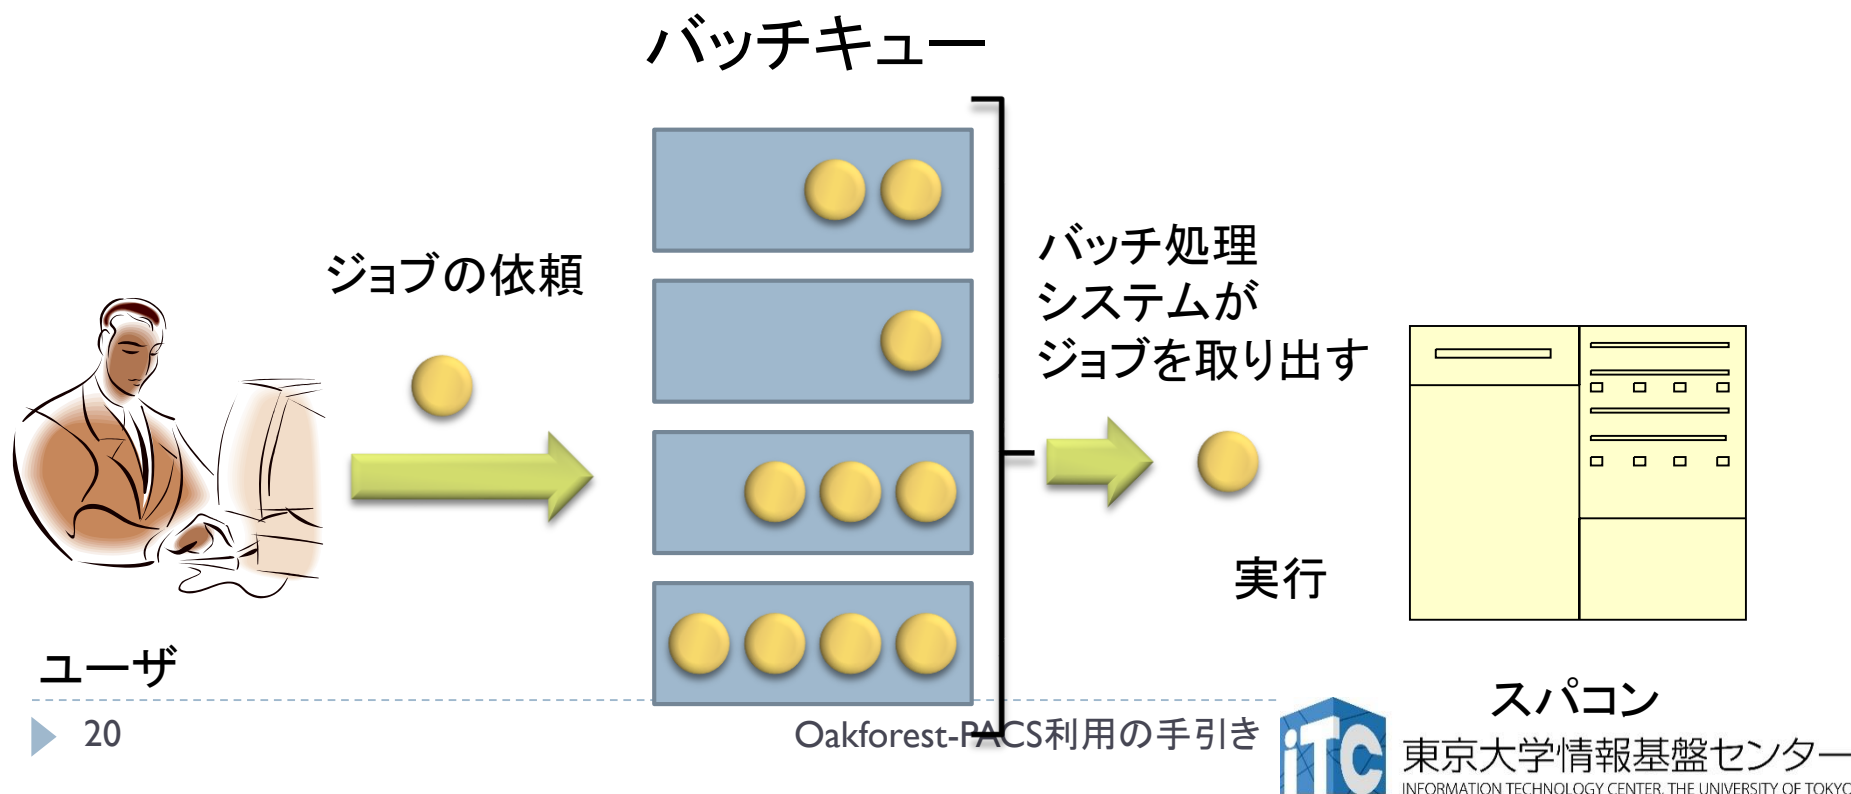 バッチキュー
ジョブの依頼
バッチ処理
システムが
ジョブを取り出す
実行
ユーザ
スパコン
20
Oakforest-PACS利用の手引き
iTC
東京大学情報基盤センター
INFORMATION TECHNOLOGY CENTER, THE UNIVERSITY OF TOKYO